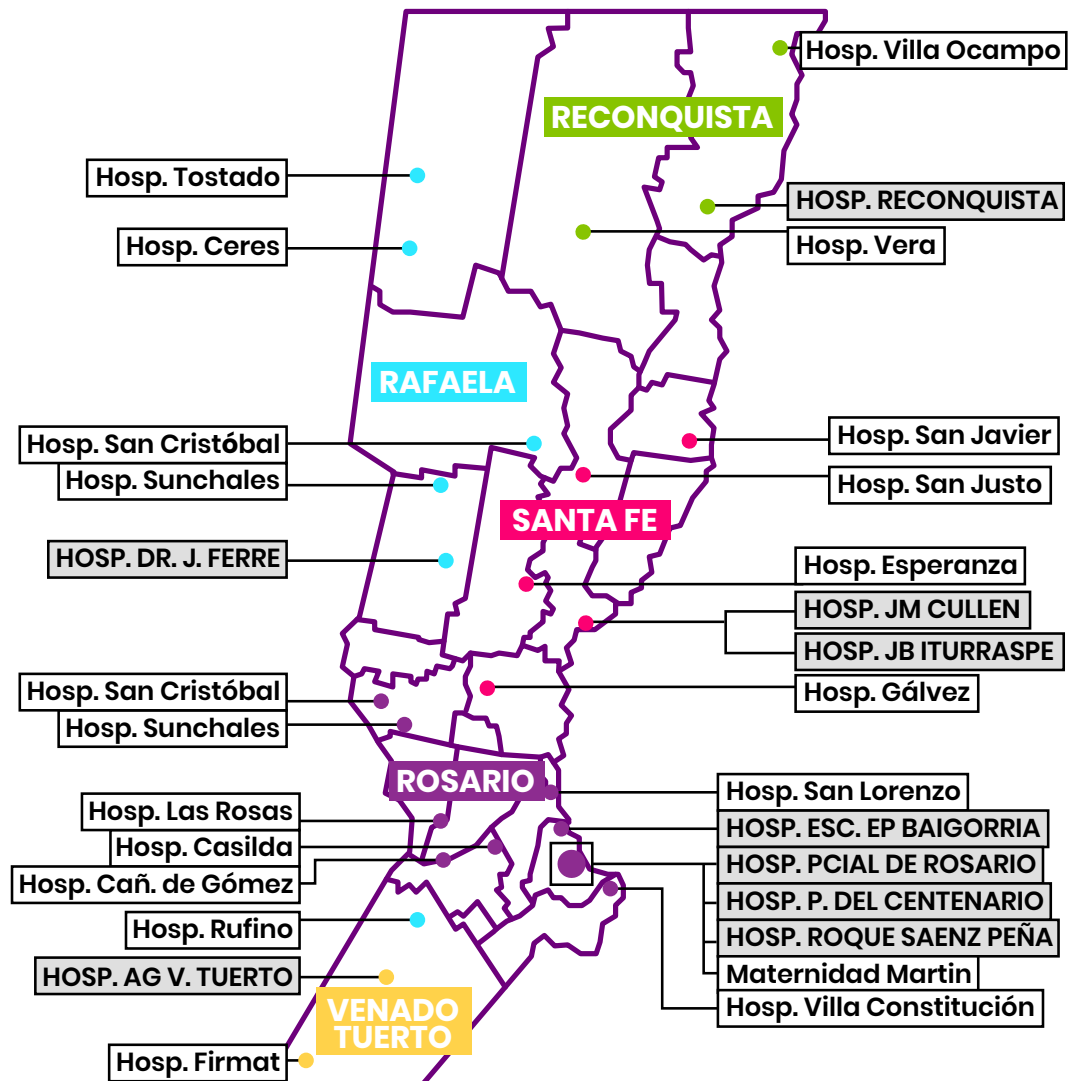 Hosp. Villa Ocampo
RECONQUISTA
Hosp. Tostado
HOSP. RECONQUISTA
Hosp. Ceres
Hosp. Vera
RAFAELA
Hosp. San Cristóbal
Hosp. San Javier
Hosp. Sunchales
Hosp. San Justo
SANTA FE
HOSP. DR. J. FERRE
Hosp. Esperanza
HOSP. JM CULLEN
HOSP. JB ITURRASPE
Hosp. San Cristóbal
Hosp. Gálvez
Hosp. Sunchales
ROSARIO
Hosp. San Lorenzo
Hosp. Las Rosas
HOSP. ESC. EP BAIGORRIA
Hosp. Casilda
HOSP. PCIAL DE ROSARIO
Hosp. Cañ. de Gómez
HOSP. P. DEL CENTENARIO
Hosp. Rufino
HOSP. ROQUE SAENZ PEÑA
HOSP. AG V. TUERTO
Maternidad Martin
Hosp. Villa Constitución
VENADO
TUERTO
Hosp. Firmat